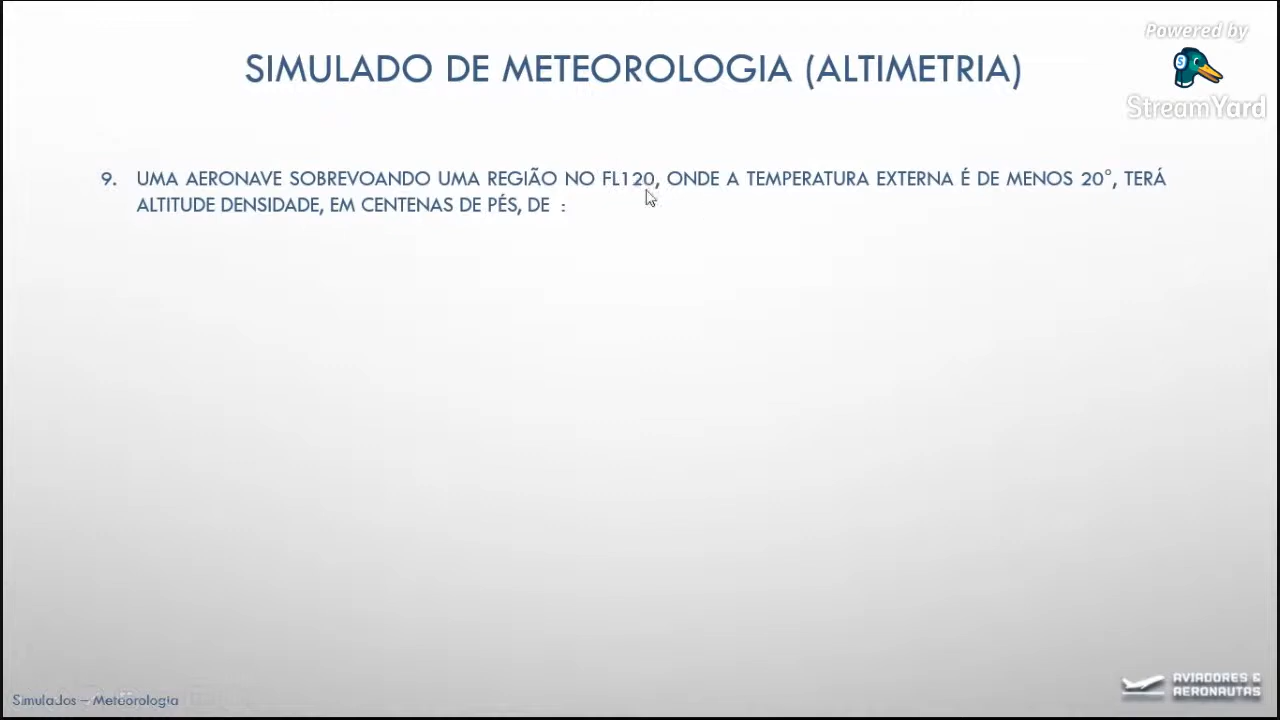 Powered by
StreamYard
SIMULADO DE METEOROLOGIA (ALTIMETRIA)
9. UMA AERONAVE SOBREVOANDO UMA REGIÃO NO FL120, ONDE A TEMPERATURA EXTERNA É DE MENOS 20°, TERÁ
ALTITUDE DENSIDADE, EM CENTENAS DE PÉS, DE :
Simulados – Meteorologia
AVIADORES &
AERONAUTAS